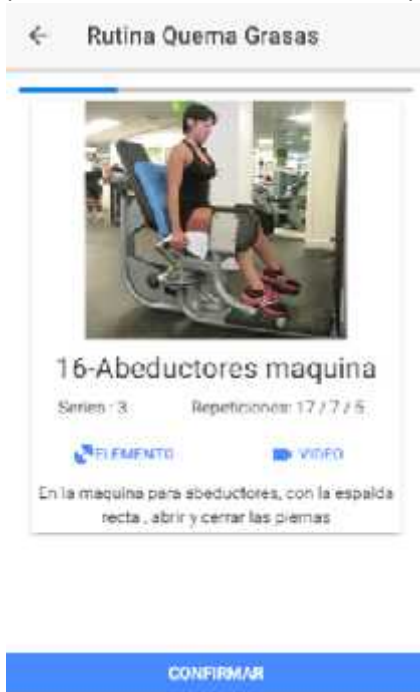 Rutina Quema Grasas
16-Abeductores maquina
Series : 3 Repeticiones: 17 / 7 / 5
ELEMENTO VIDEO
En la maquina para abeductores, con la espalda
recta , abrir y cerrar las piernas
CONFIRMAR